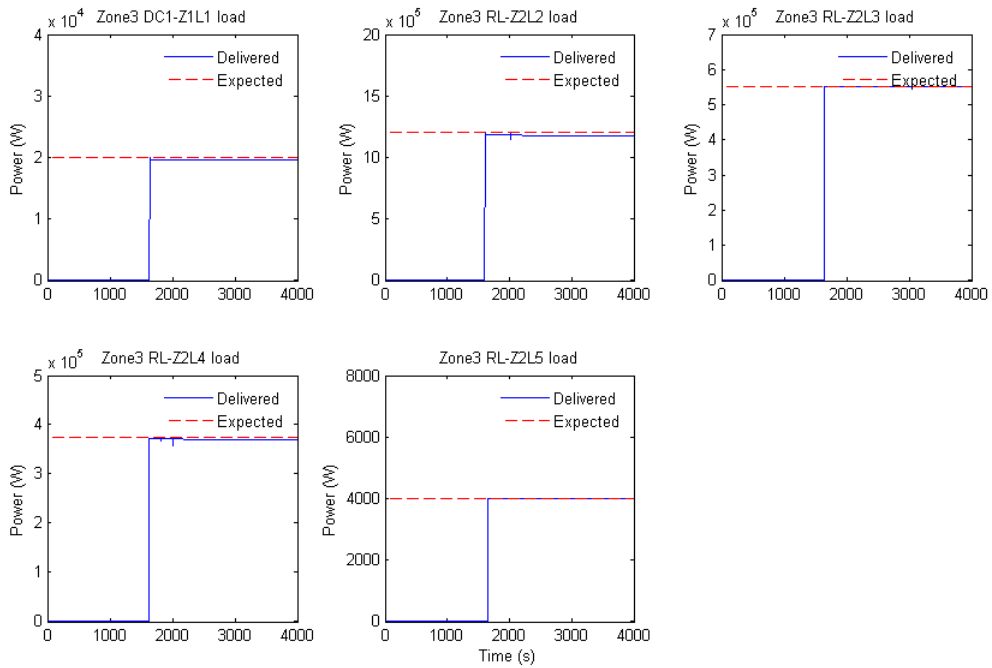 Zone3 DC1-Z1L1 load
x 10^4
4
3
2
1
0
0 1000 2000 3000 4000
Power (W)
Delivered
Expected
Zone3 RL-Z2L2 load
x 10^5
20
15
10
5
0
0 1000 2000 3000 4000
Power (W)
Delivered
Expected
Zone3 RL-Z2L3 load
x 10^5
7
6
5
4
3
2
1
0
0 1000 2000 3000 4000
Power (W)
Delivered
Expected
Zone3 RL-Z2L4 load
x 10^5
5
4
3
2
1
0
0 1000 2000 3000 4000
Power (W)
Delivered
Expected
Zone3 RL-Z2L5 load
8000
6000
4000
2000
0
0 1000 2000 3000 4000
Power (W)
Delivered
Expected
Time (s)